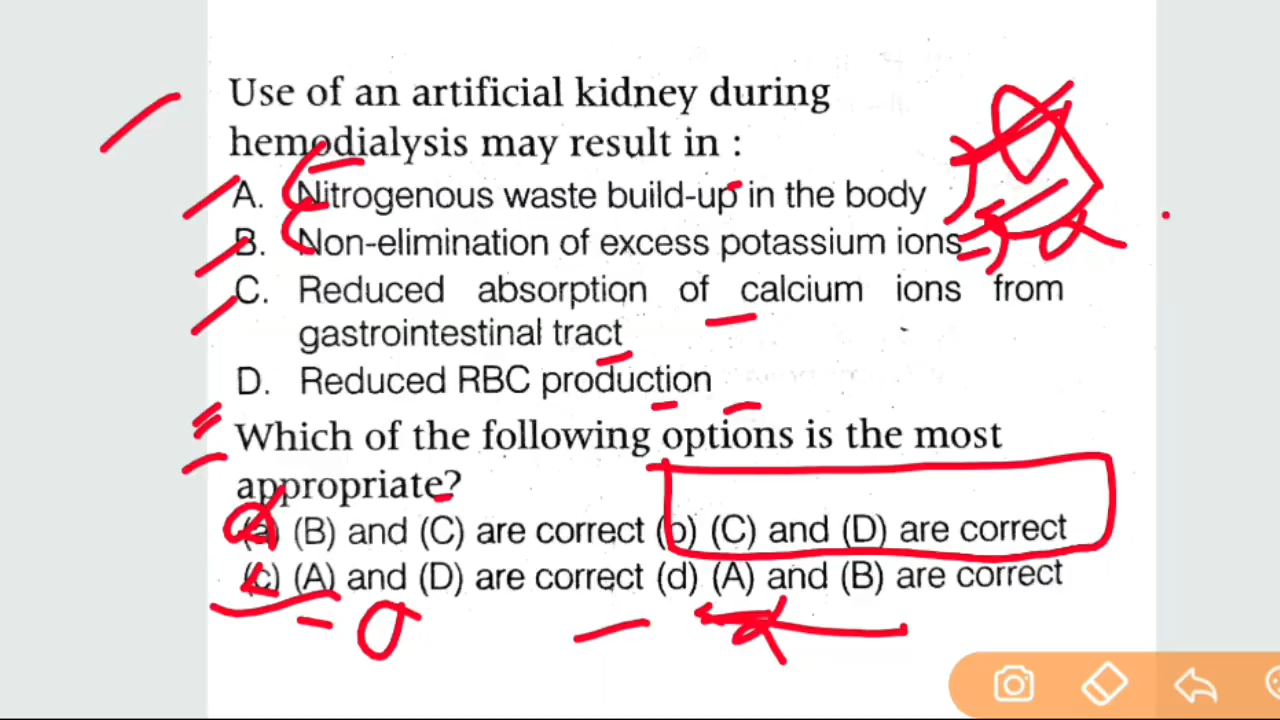 Use of an artificial kidney during
hemodialysis may result in :
A. Nitrogenous waste build-up in the body
B. Non-elimination of excess potassium ions
C. Reduced absorption of calcium ions from
gastrointestinal tract
D. Reduced RBC production
Which of the following options is the most
appropriate?
(a) (B) and (C) are correct (b) (C) and (D) are correct
(c) (A) and (D) are correct (d) (A) and (B) are correct